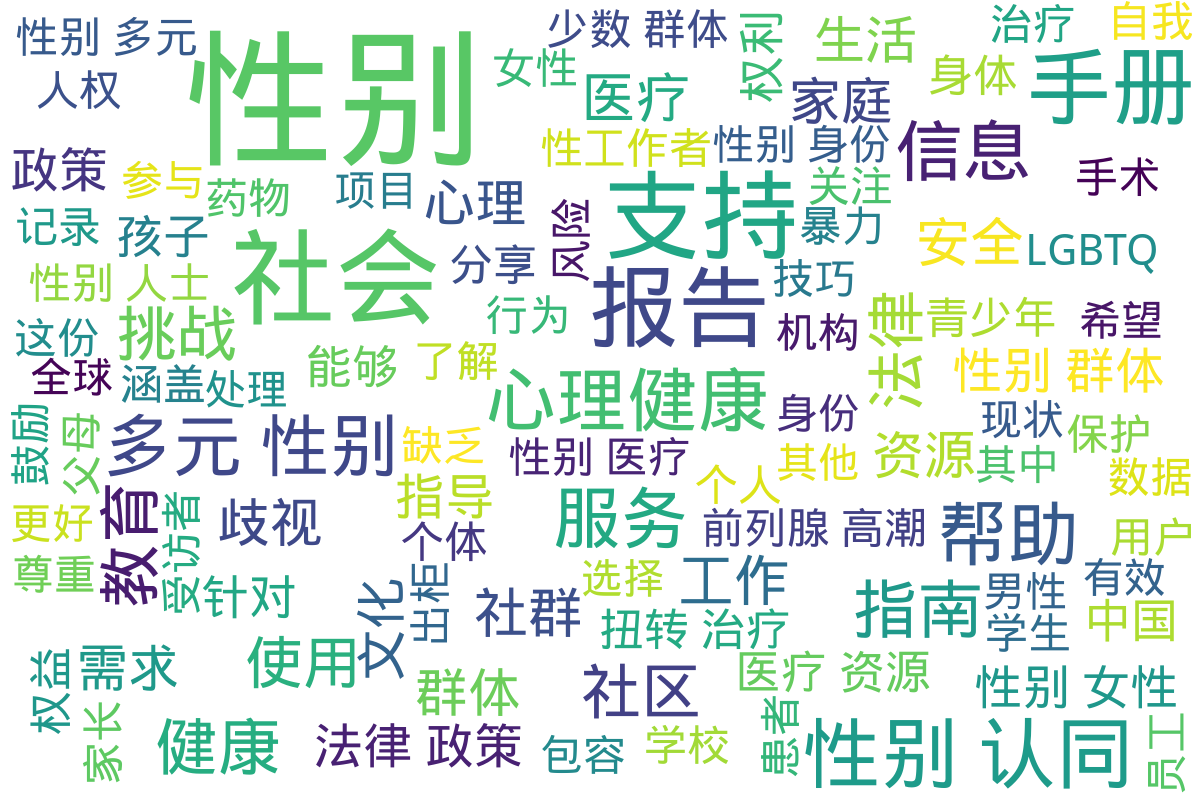 性别 多元
少数 群体
权利
生活
治疗
自我
人权
女性
医疗
家庭
身体
手册
性别
政策
参与
药物
项目
心理
性工作者
性别 身份
信息
手术
支持
关注
记录
孩子
社会
分享
风险
暴力
安全
LGBTQ
性别 人士
报告
技巧
行为
机构
法律
青少年
希望
这份
挑战
全球
涵盖
处理
能够
了解
心理健康
身份
性别 群体
现状
保护
鼓励
父母
多元 性别
缺乏
性别 医疗
其他
资源
其中
数据
更好
教育
受访者
歧视
指导
个人
个体
服务
前列腺 高潮
帮助
用户
尊重
针对
文化
出柜
社群
选择
工作
扭转 治疗
指南
男性
学生
有效
中国
权益
需求
使用
群体
社区
医疗 资源
性别 女性
家长
健康
法律 政策
包容
学校
患者
性别 认同
员工